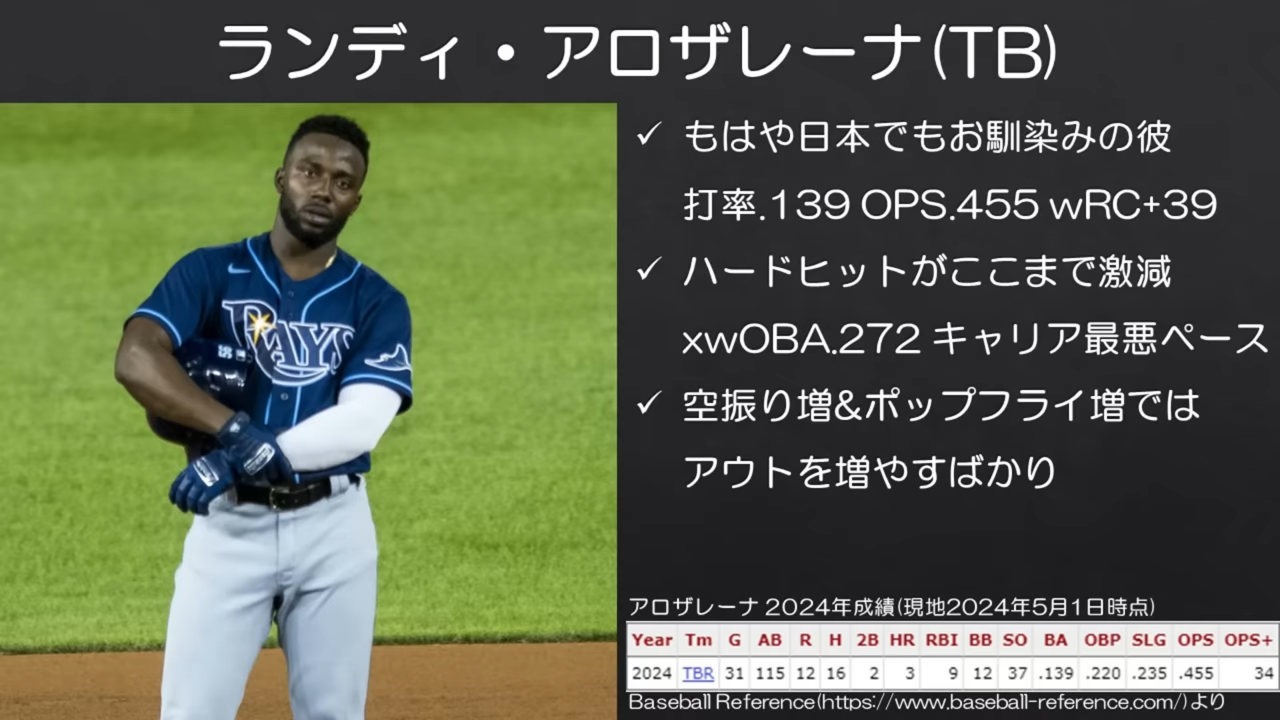 ランディ・アロザレーナ(TB)
✓ もはや日本でもお馴染みの彼
打率.139 OPS.455 wRC+39
✓ ハードヒットがここまで激減
xwOBA.272 キャリア最悪ペース
✓ 空振り増&ポップフライ増では
アウトを増やすばかり
RAYS
アロザレーナ 2024年成績(現地2024年5月1日時点)
Year Tm G AB R H 2B HR RBI BB SO BA OBP SLG OPS OPS+
2024 TBR 31 115 12 16 2 3 9 12 37 .139 .220 .235 .455 34
Baseball Reference(https://www.baseball-reference.com/)より